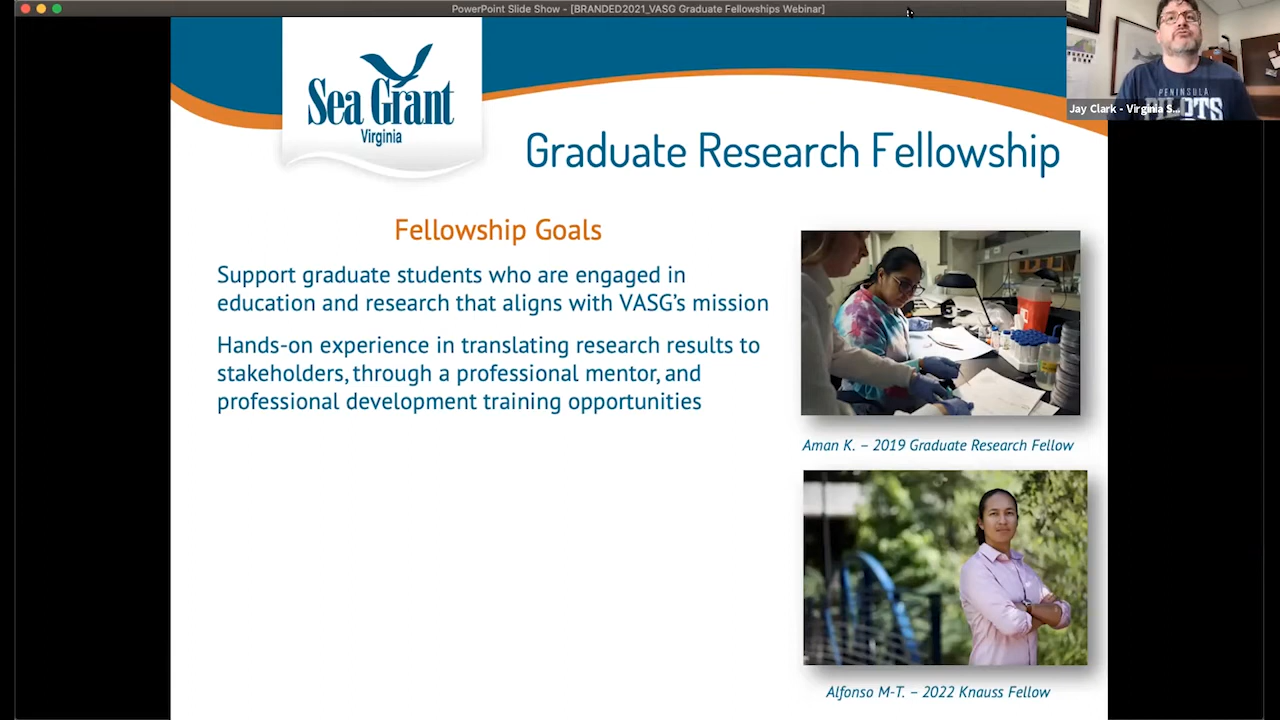 PowerPoint Slide Show - [BRANDED2021_VASG Graduate Fellowships Webinar]
Sea Grant
Virginia
PENINSULA
PILOTS
Jay Clark - Virginia S...
Graduate Research Fellowship
Fellowship Goals
Support graduate students who are engaged in
education and research that aligns with VASG's mission
Hands-on experience in translating research results to
stakeholders, through a professional mentor, and
professional development training opportunities
Aman K. – 2019 Graduate Research Fellow
Alfonso M-T. – 2022 Knauss Fellow